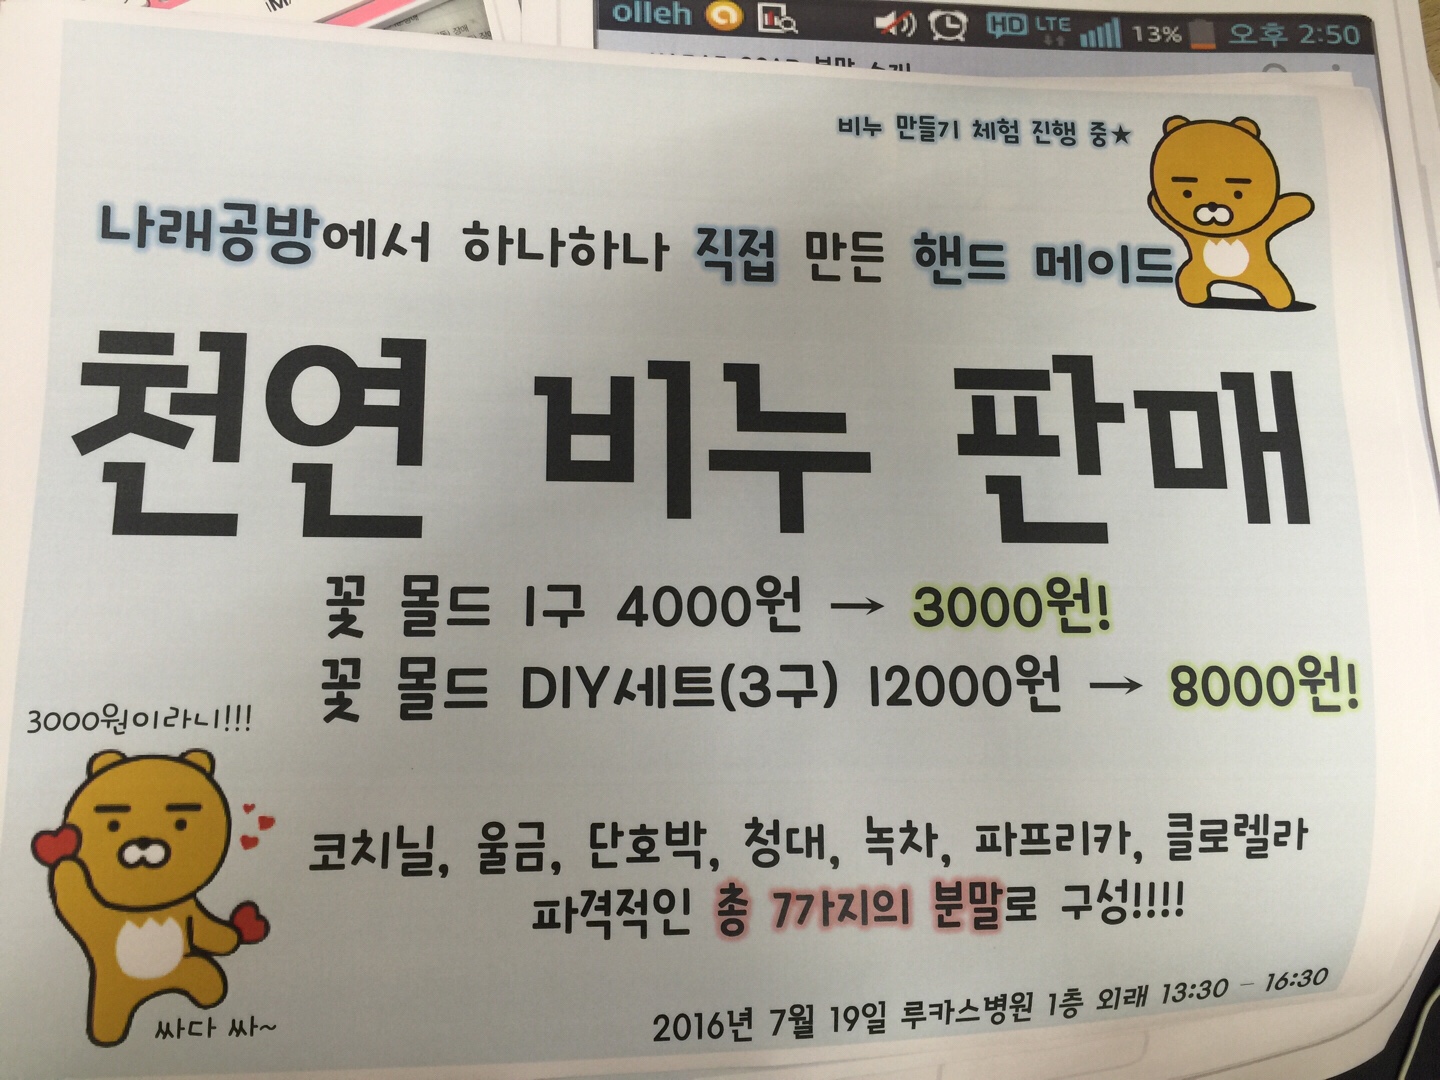 olleh HD LTE 13% 오후 2:50
비누 만들기 체험 진행 중★
나래공방에서 하나하나 직접 만든 핸드 메이드
천연 비누 판매
꽃 몰드 1구 4000원 → 3000원!
꽃 몰드 DIY세트(3구) 12000원 → 8000원!
3000원이라니!!!
코치닐, 울금, 단호박, 청대, 녹차, 파프리카, 클로렐라
파격적인 총 7가지의 분말로 구성!!!!
싸다 싸~
2016년 7월 19일 루카스병원 1층 외래 13:30 - 16:30